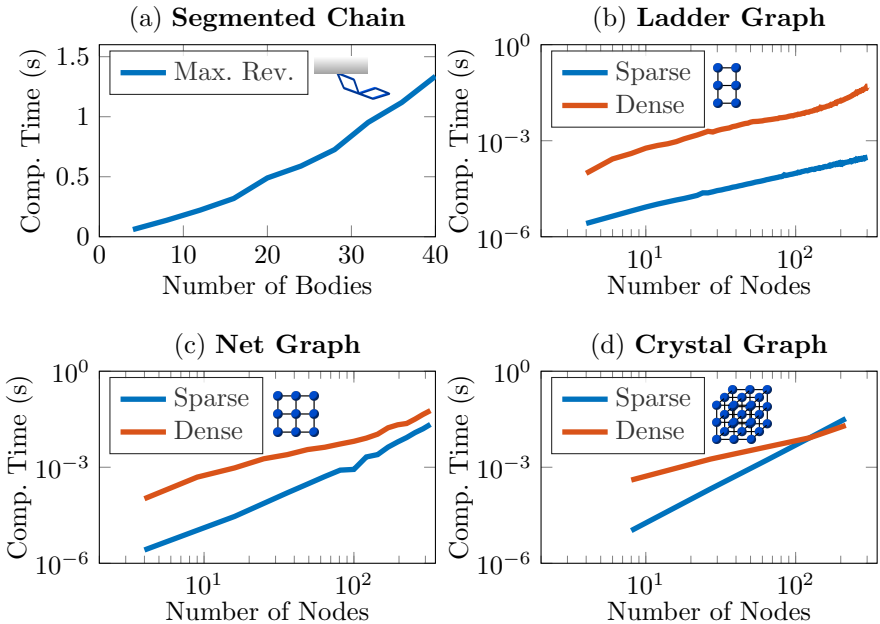 (a) Segmented Chain
Comp. Time (s)
1.5
1
0.5
0
Max. Rev.
0 10 20 30 40
Number of Bodies
(b) Ladder Graph
Comp. Time (s)
10^0
10^-3
10^-6
Sparse
Dense
10^1 10^2
Number of Nodes
(c) Net Graph
Comp. Time (s)
10^0
10^-3
10^-6
Sparse
Dense
10^1 10^2
Number of Nodes
(d) Crystal Graph
Comp. Time (s)
10^0
10^-3
10^-6
Sparse
Dense
10^1 10^2
Number of Nodes